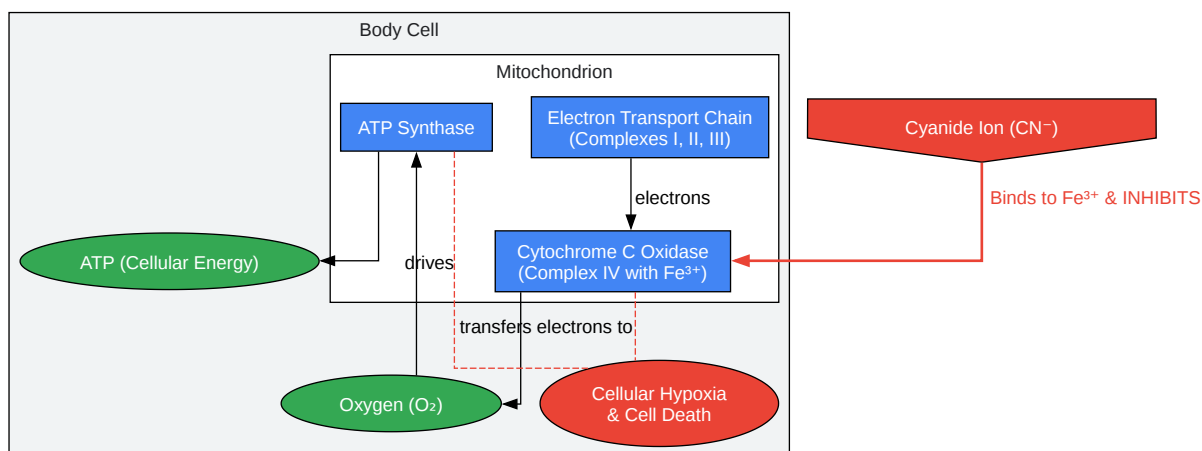 Body Cell
Mitochondrion
ATP Synthase
Electron Transport Chain
(Complexes I, II, III)
Cyanide Ion (CN⁻)
electrons
Binds to Fe³⁺ & INHIBITS
ATP (Cellular Energy)
drives
Cytochrome C Oxidase
(Complex IV with Fe³⁺)
transfers electrons to
Oxygen (O₂)
Cellular Hypoxia
& Cell Death